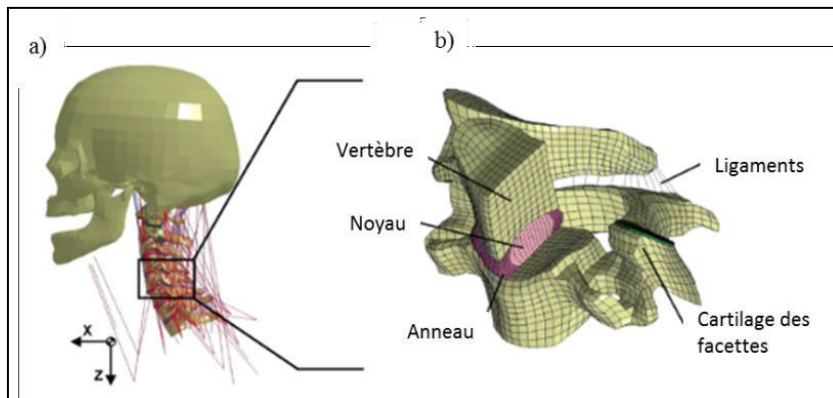 a)
b)
Vertèbre
Noyau
Anneau
Ligaments
Cartilage des
facettes
X
Z